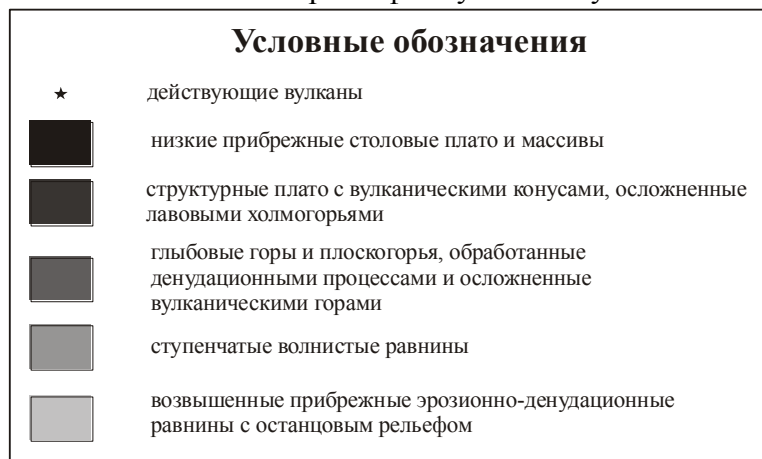 Условные обозначения
действующие вулканы
низкие прибрежные столовые плато и массивы
структурные плато с вулканическими конусами, осложненные
лавовыми холмогорьями
глыбовые горы и плоскогорья, обработанные
денудационными процессами и осложненные
вулканическими горами
ступенчатые волнистые равнины
возвышенные прибрежные эрозионно-денудационные
равнины с останцовым рельефом